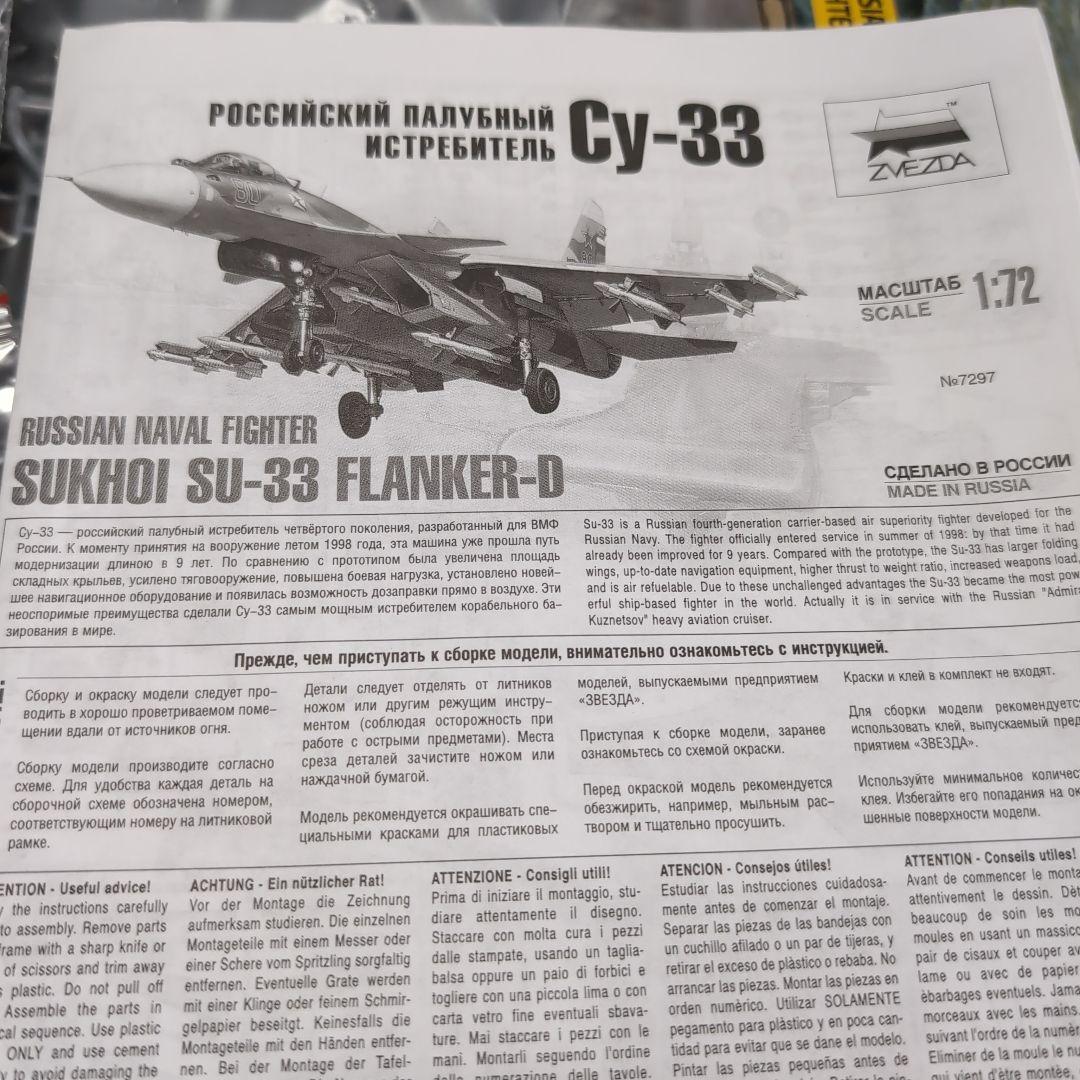 РОССИЙСКИЙ ПАЛУБНЫЙ
ИСТРЕБИТЕЛЬ
Су-33
™
ZVEZDA
МАСШТАБ
SCALE
1:72
№7297
80
RUSSIAN NAVAL FIGHTER
SUKHOI SU-33 FLANKER-D
СДЕЛАНО В РОССИИ
MADE IN RUSSIA
Су-33 — российский палубный истребитель четвёртого поколения, разработанный для ВМФ
России. К моменту принятия на вооружение летом 1998 года, эта машина уже прошла путь
модернизации длиною в 9 лет. По сравнению с прототипом была увеличена площадь
складных крыльев, усилено тяговооружение, повышена боевая нагрузка, установлено новей-
шее навигационное оборудование и появилась возможность дозаправки прямо в воздухе. Эти
неоспоримые преимущества сделали Су-33 самым мощным истребителем корабельного ба-
зирования в мире.
Su-33 is a Russian fourth-generation carrier-based air superiority fighter developed for the
Russian Navy. The fighter officially entered service in summer of 1998: by that time it had
already been improved for 9 years. Compared with the prototype, the Su-33 has larger folding
wings, up-to-date navigation equipment, higher thrust to weight ratio, increased weapons load,
and is air refuelable. Due to these unchallenged advantages the Su-33 became the most pow
erful ship-based fighter in the world. Actually it is in service with the Russian "Admira
Kuznetsov" heavy aviation cruiser.
Прежде, чем приступать к сборке модели, внимательно ознакомьтесь с инструкцией.
Сборку и окраску модели следует про-
водить в хорошо проветриваемом поме-
щении вдали от источников огня.
Сборку модели производите согласно
схеме. Для удобства каждая деталь на
сборочной схеме обозначена номером,
соответствующим номеру на литниковой
рамке.
Детали следует отделять от литников
ножом или другим режущим инстру-
ментом (соблюдая осторожность при
работе с острыми предметами). Места
среза деталей зачистите ножом или
наждачной бумагой.
Модель рекомендуется окрашивать спе-
циальными красками для пластиковых
моделей, выпускаемыми предприятием
«ЗВЕЗДА».
Приступая к сборке модели, заранее
ознакомьтесь со схемой окраски.
Перед окраской модель рекомендуется
обезжирить, например, мыльным рас-
твором и тщательно просушить.
Краски и клей в комплект не входят.
Для сборки модели рекомендуетс
использовать клей, выпускаемый пред
приятием «ЗВЕЗДА».
Используйте минимальное количес
клея. Избегайте его попадания на ок
шенные поверхности модели.
ENTION - Useful advice!
y the instructions carefully
to assembly. Remove parts
frame with a sharp knife or
of scissors and trim away
s plastic. Do not pull off
Assemble the parts in
cal sequence. Use plastic
ONLY and use cement
y to avoid damaging the
ACHTUNG - Ein nützlicher Rat!
Vor der Montage die Zeichnung
aufmerksam studieren. Die einzelnen
Montageteile mit einem Messer oder
einer Schere vom Spritzling sorgfaltig
entfernen. Eventuelle Grate werden
mit einer Klinge oder feinem Schmir-
gelpapier beseitgt. Keinesfalls die
Montageteile mit den Händen entfer-
nen. Bei der Montage der Tafel-
ATTENZIONE - Consigli utili!
Prima di iniziare il montaggio, stu-
diare attentamente il disegno.
Staccare con molta cura i pezzi
dalle stampate, usando un taglia-
balsa oppure un paio di forbici e
togliere con una piccola lima o con
carta vetro fine eventuali sbava-
ture. Mai staccare i pezzi con le
mani. Montarli seguendo l'ordine
delle numerazione delle tavole.
ATENCION - Consejos útiles!
Estudiar las instrucciones cuidadosa-
mente antes de comenzar el montaje.
Separar las piezas de las bandejas con
un cuchillo afilado o un par de tijeras, y
retirar el exceso de plàstico o rebaba. No
arrancar las piezas. Montar las piezas en
orden numèrico. Utilizar SOLAMENTE
pegamento para plàstico y en poca can-
tidad para evitar que se dane el modelo.
Pintar las piezas pequeñas antes de
ATTENTION - Conseils utiles!
Avant de commencer le monta
attentivement le dessin. Dèt
beaucoup de soin les mo
moules en usant un massico
pair de cisaux et couper av
lame ou avec de papier
èbarbages eventuels. Jama
morceaux avec les mains.
suivant l'ordre de la numèr
Eliminer de la moule le nu
qui vient d'être montèe,